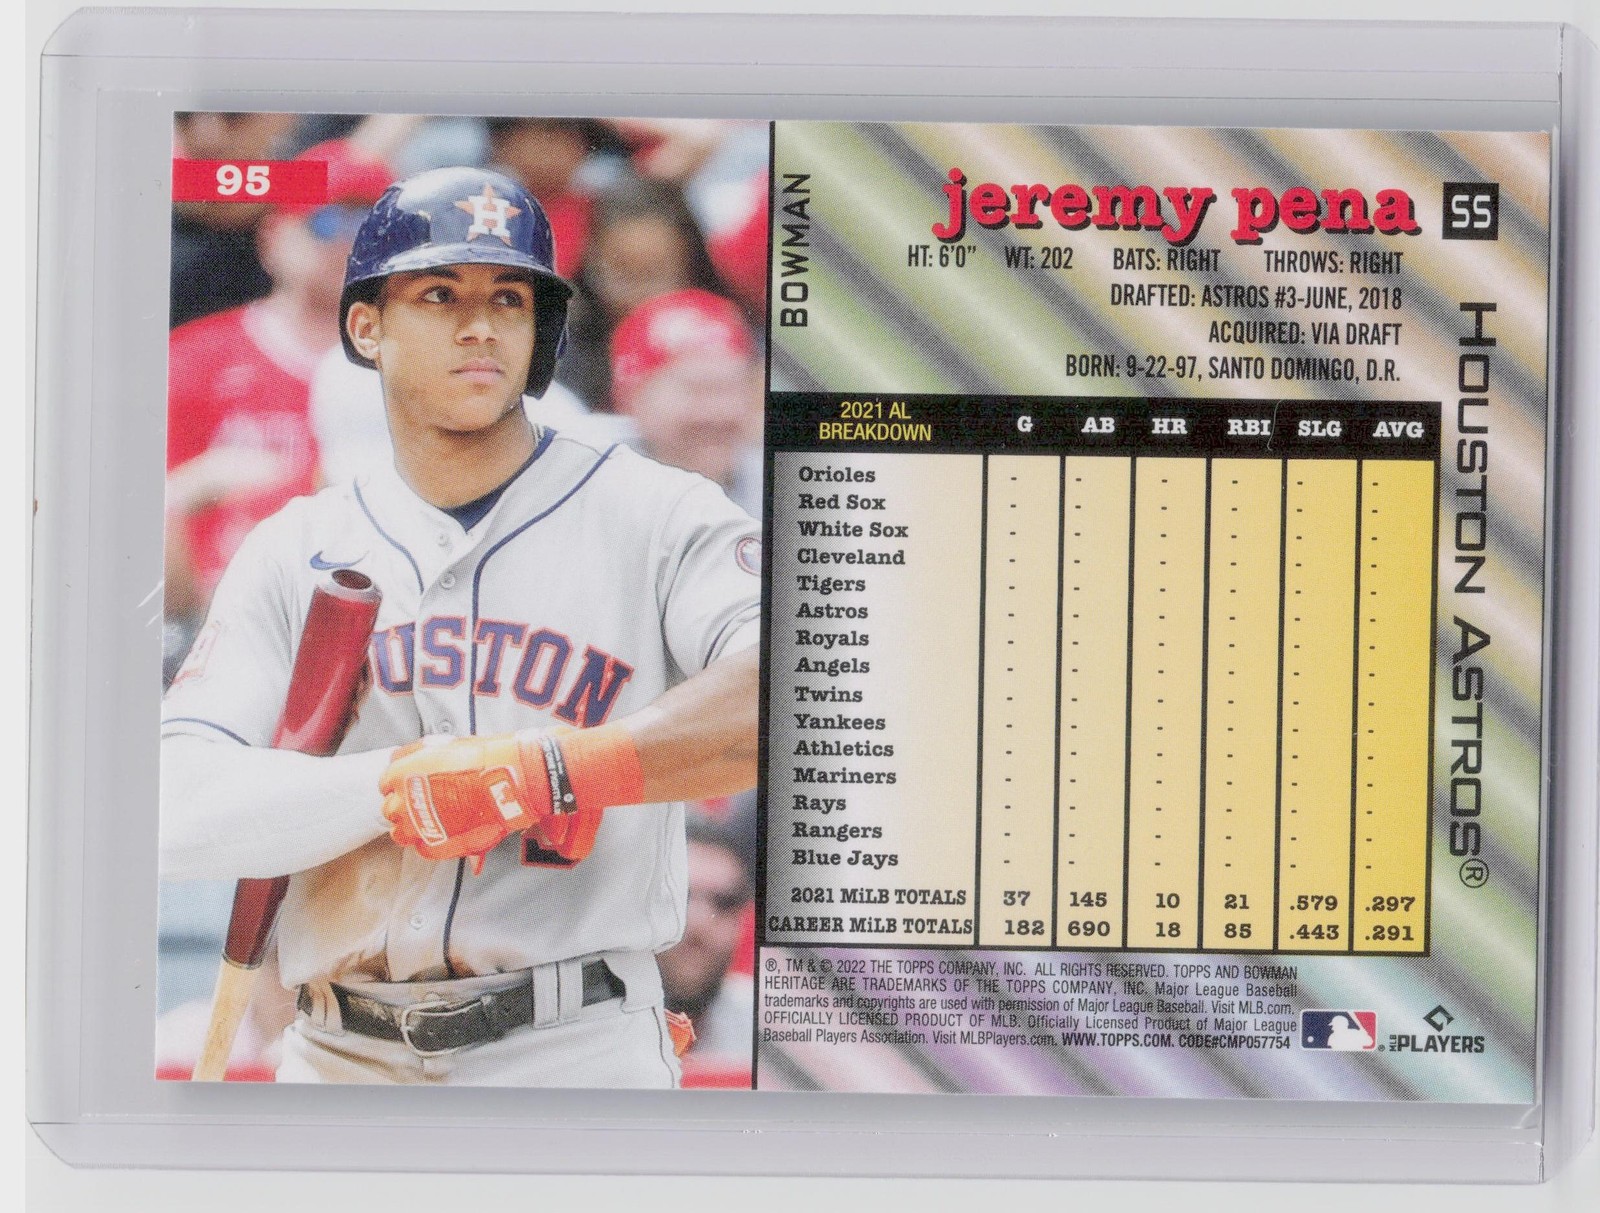 95
BOWMAN
jeremy pena
SS
HT: 6'0" WT: 202 BATS: RIGHT THROWS: RIGHT
DRAFTED: ASTROS #3-JUNE, 2018
ACQUIRED: VIA DRAFT
BORN: 9-22-97, SANTO DOMINGO, D.R.
HOUSTON ASTROS®
2021 AL
BREAKDOWN G AB HR RBI SLG AVG
Orioles - - - - - -
Red Sox - - - - - -
White Sox - - - - - -
Cleveland - - - - - -
Tigers - - - - - -
Astros - - - - - -
Royals - - - - - -
Angels - - - - - -
Twins - - - - - -
Yankees - - - - - -
Athletics - - - - - -
Mariners - - - - - -
Rays - - - - - -
Rangers - - - - - -
Blue Jays - - - - - -
2021 MiLB TOTALS 37 145 10 21 .579 .297
CAREER MiLB TOTALS 182 690 18 85 .443 .291
®, TM & © 2022 THE TOPPS COMPANY, INC. ALL RIGHTS RESERVED. TOPPS AND BOWMAN
HERITAGE ARE TRADEMARKS OF THE TOPPS COMPANY, INC. Major League Baseball
trademarks and copyrights are used with permission of Major League Baseball. Visit MLB.com.
OFFICIALLY LICENSED PRODUCT OF MLB. Officially Licensed Product of Major League
Baseball Players Association. Visit MLBPlayers.com. WWW.TOPPS.COM. CODE#CMP057754
MLB PLAYERS
H
USTON